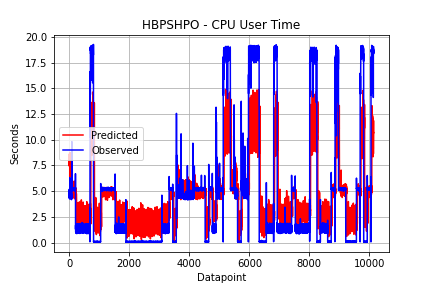 HBPSHPO - CPU User Time
20.0
17.5
15.0
12.5
10.0
7.5
5.0
2.5
0.0
Seconds
Predicted
Observed
0 2000 4000 6000 8000 10000
Datapoint